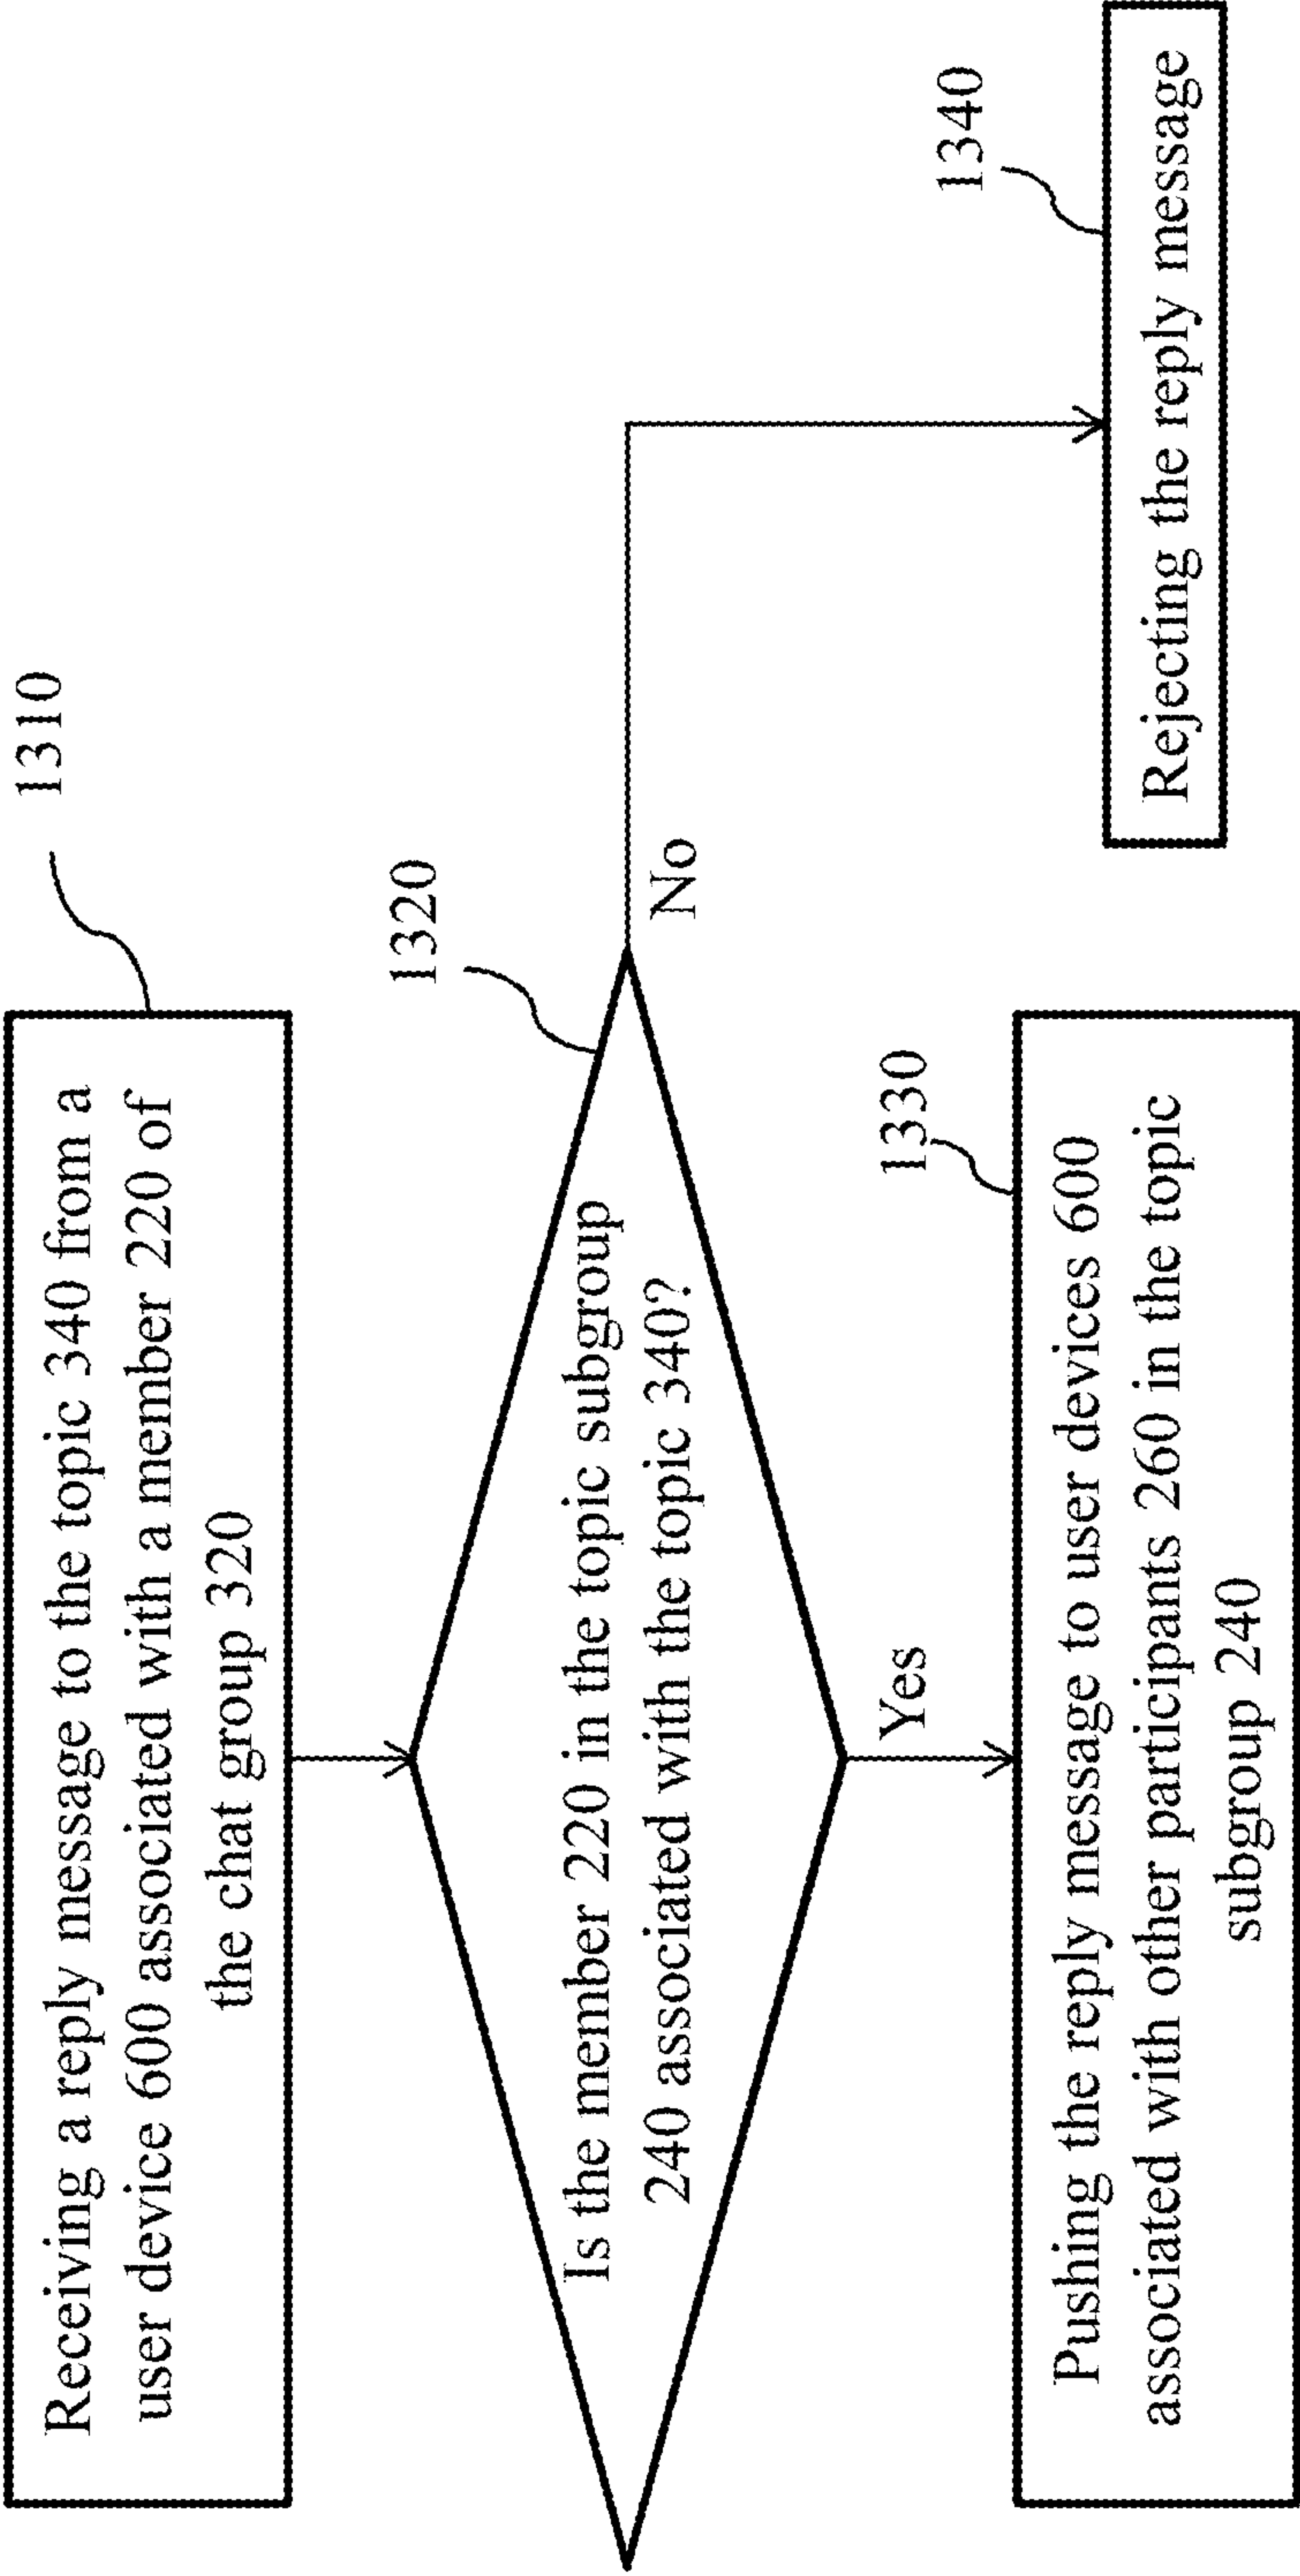 Receiving a reply message to the topic 340 from a
user device 600 associated with a member 220 of
the chat group 320
1310
Is the member 220 in the topic subgroup
240 associated with the topic 340?
1320
No
Yes
Pushing the reply message to user devices 600
associated with other participants 260 in the topic
subgroup 240
1330
Rejecting the reply message
1340